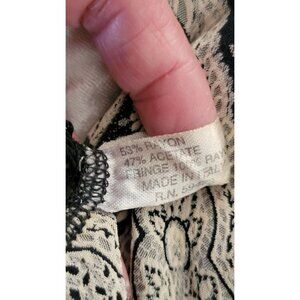 53% RAYON
47% ACETATE
FRINGE 100% RAY
MADE IN ITALY
R.N.